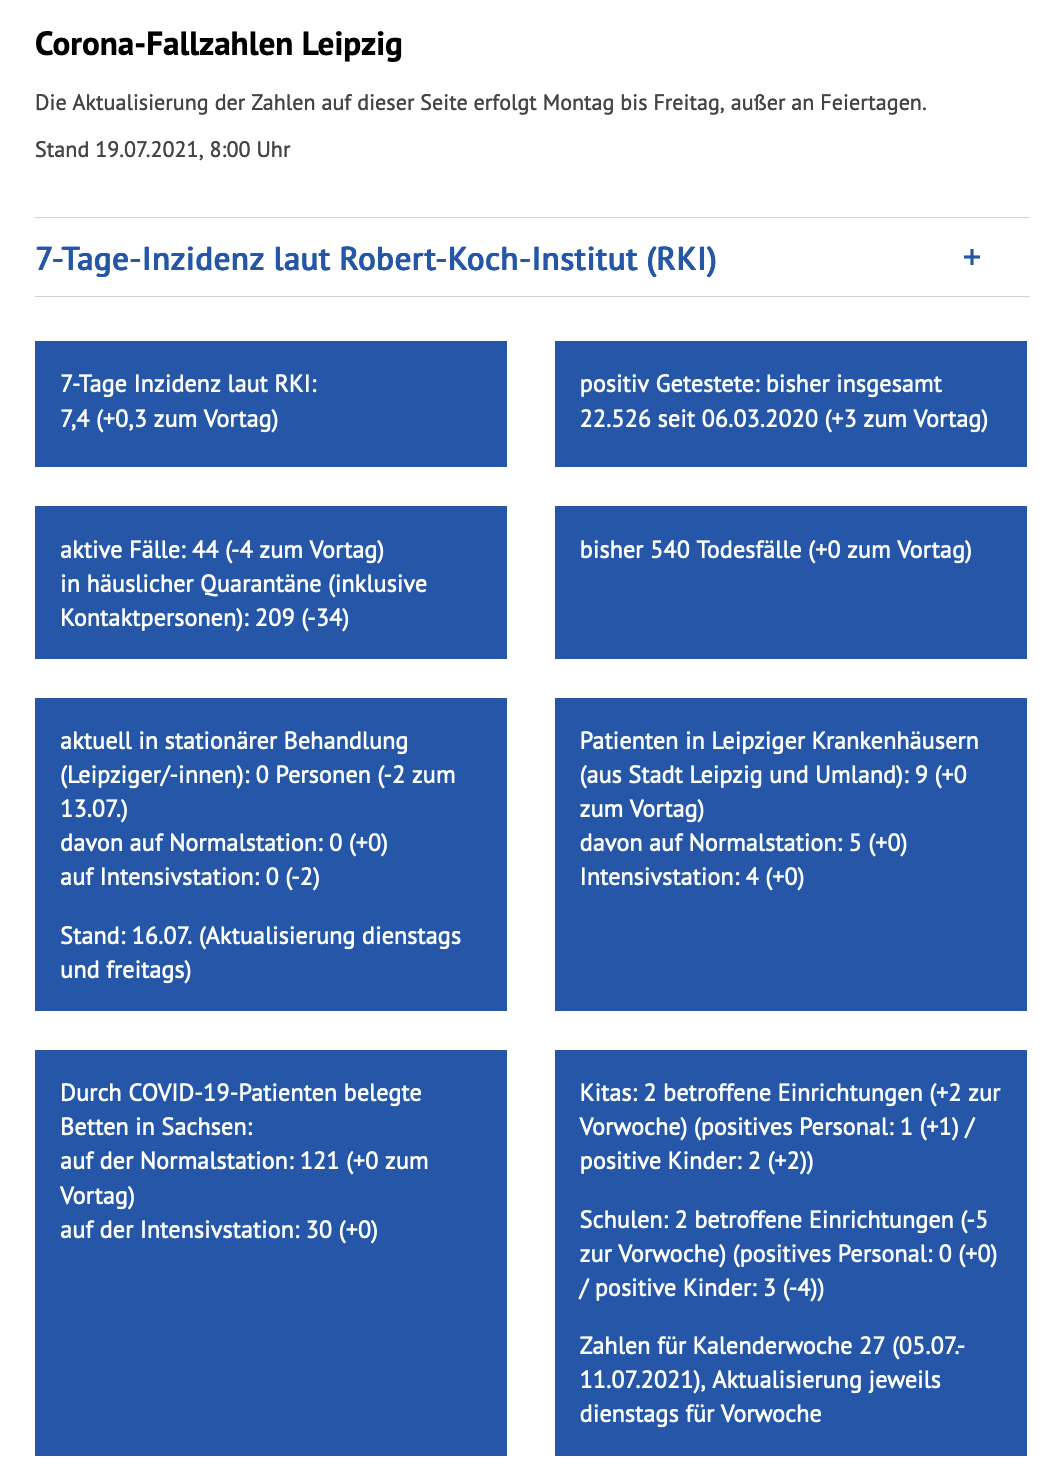 Corona-Fallzahlen Leipzig
Die Aktualisierung der Zahlen auf dieser Seite erfolgt Montag bis Freitag, außer an Feiertagen.
Stand 19.07.2021, 8:00 Uhr
7-Tage-Inzidenz laut Robert-Koch-Institut (RKI) +
7-Tage Inzidenz laut RKI:
7,4 (+0,3 zum Vortag)
positiv Getestete: bisher insgesamt
22.526 seit 06.03.2020 (+3 zum Vortag)
aktive Fälle: 44 (-4 zum Vortag)
in häuslicher Quarantäne (inklusive
Kontaktpersonen): 209 (-34)
bisher 540 Todesfälle (+0 zum Vortag)
aktuell in stationärer Behandlung
(Leipziger/-innen): 0 Personen (-2 zum
13.07.)
davon auf Normalstation: 0 (+0)
auf Intensivstation: 0 (-2)
Stand: 16.07. (Aktualisierung dienstags
und freitags)
Patienten in Leipziger Krankenhäusern
(aus Stadt Leipzig und Umland): 9 (+0
zum Vortag)
davon auf Normalstation: 5 (+0)
Intensivstation: 4 (+0)
Durch COVID-19-Patienten belegte
Betten in Sachsen:
auf der Normalstation: 121 (+0 zum
Vortag)
auf der Intensivstation: 30 (+0)
Kitas: 2 betroffene Einrichtungen (+2 zur
Vorwoche) (positives Personal: 1 (+1) /
positive Kinder: 2 (+2))
Schulen: 2 betroffene Einrichtungen (-5
zur Vorwoche) (positives Personal: 0 (+0)
/ positive Kinder: 3 (-4))
Zahlen für Kalenderwoche 27 (05.07.-
11.07.2021), Aktualisierung jeweils
dienstags für Vorwoche